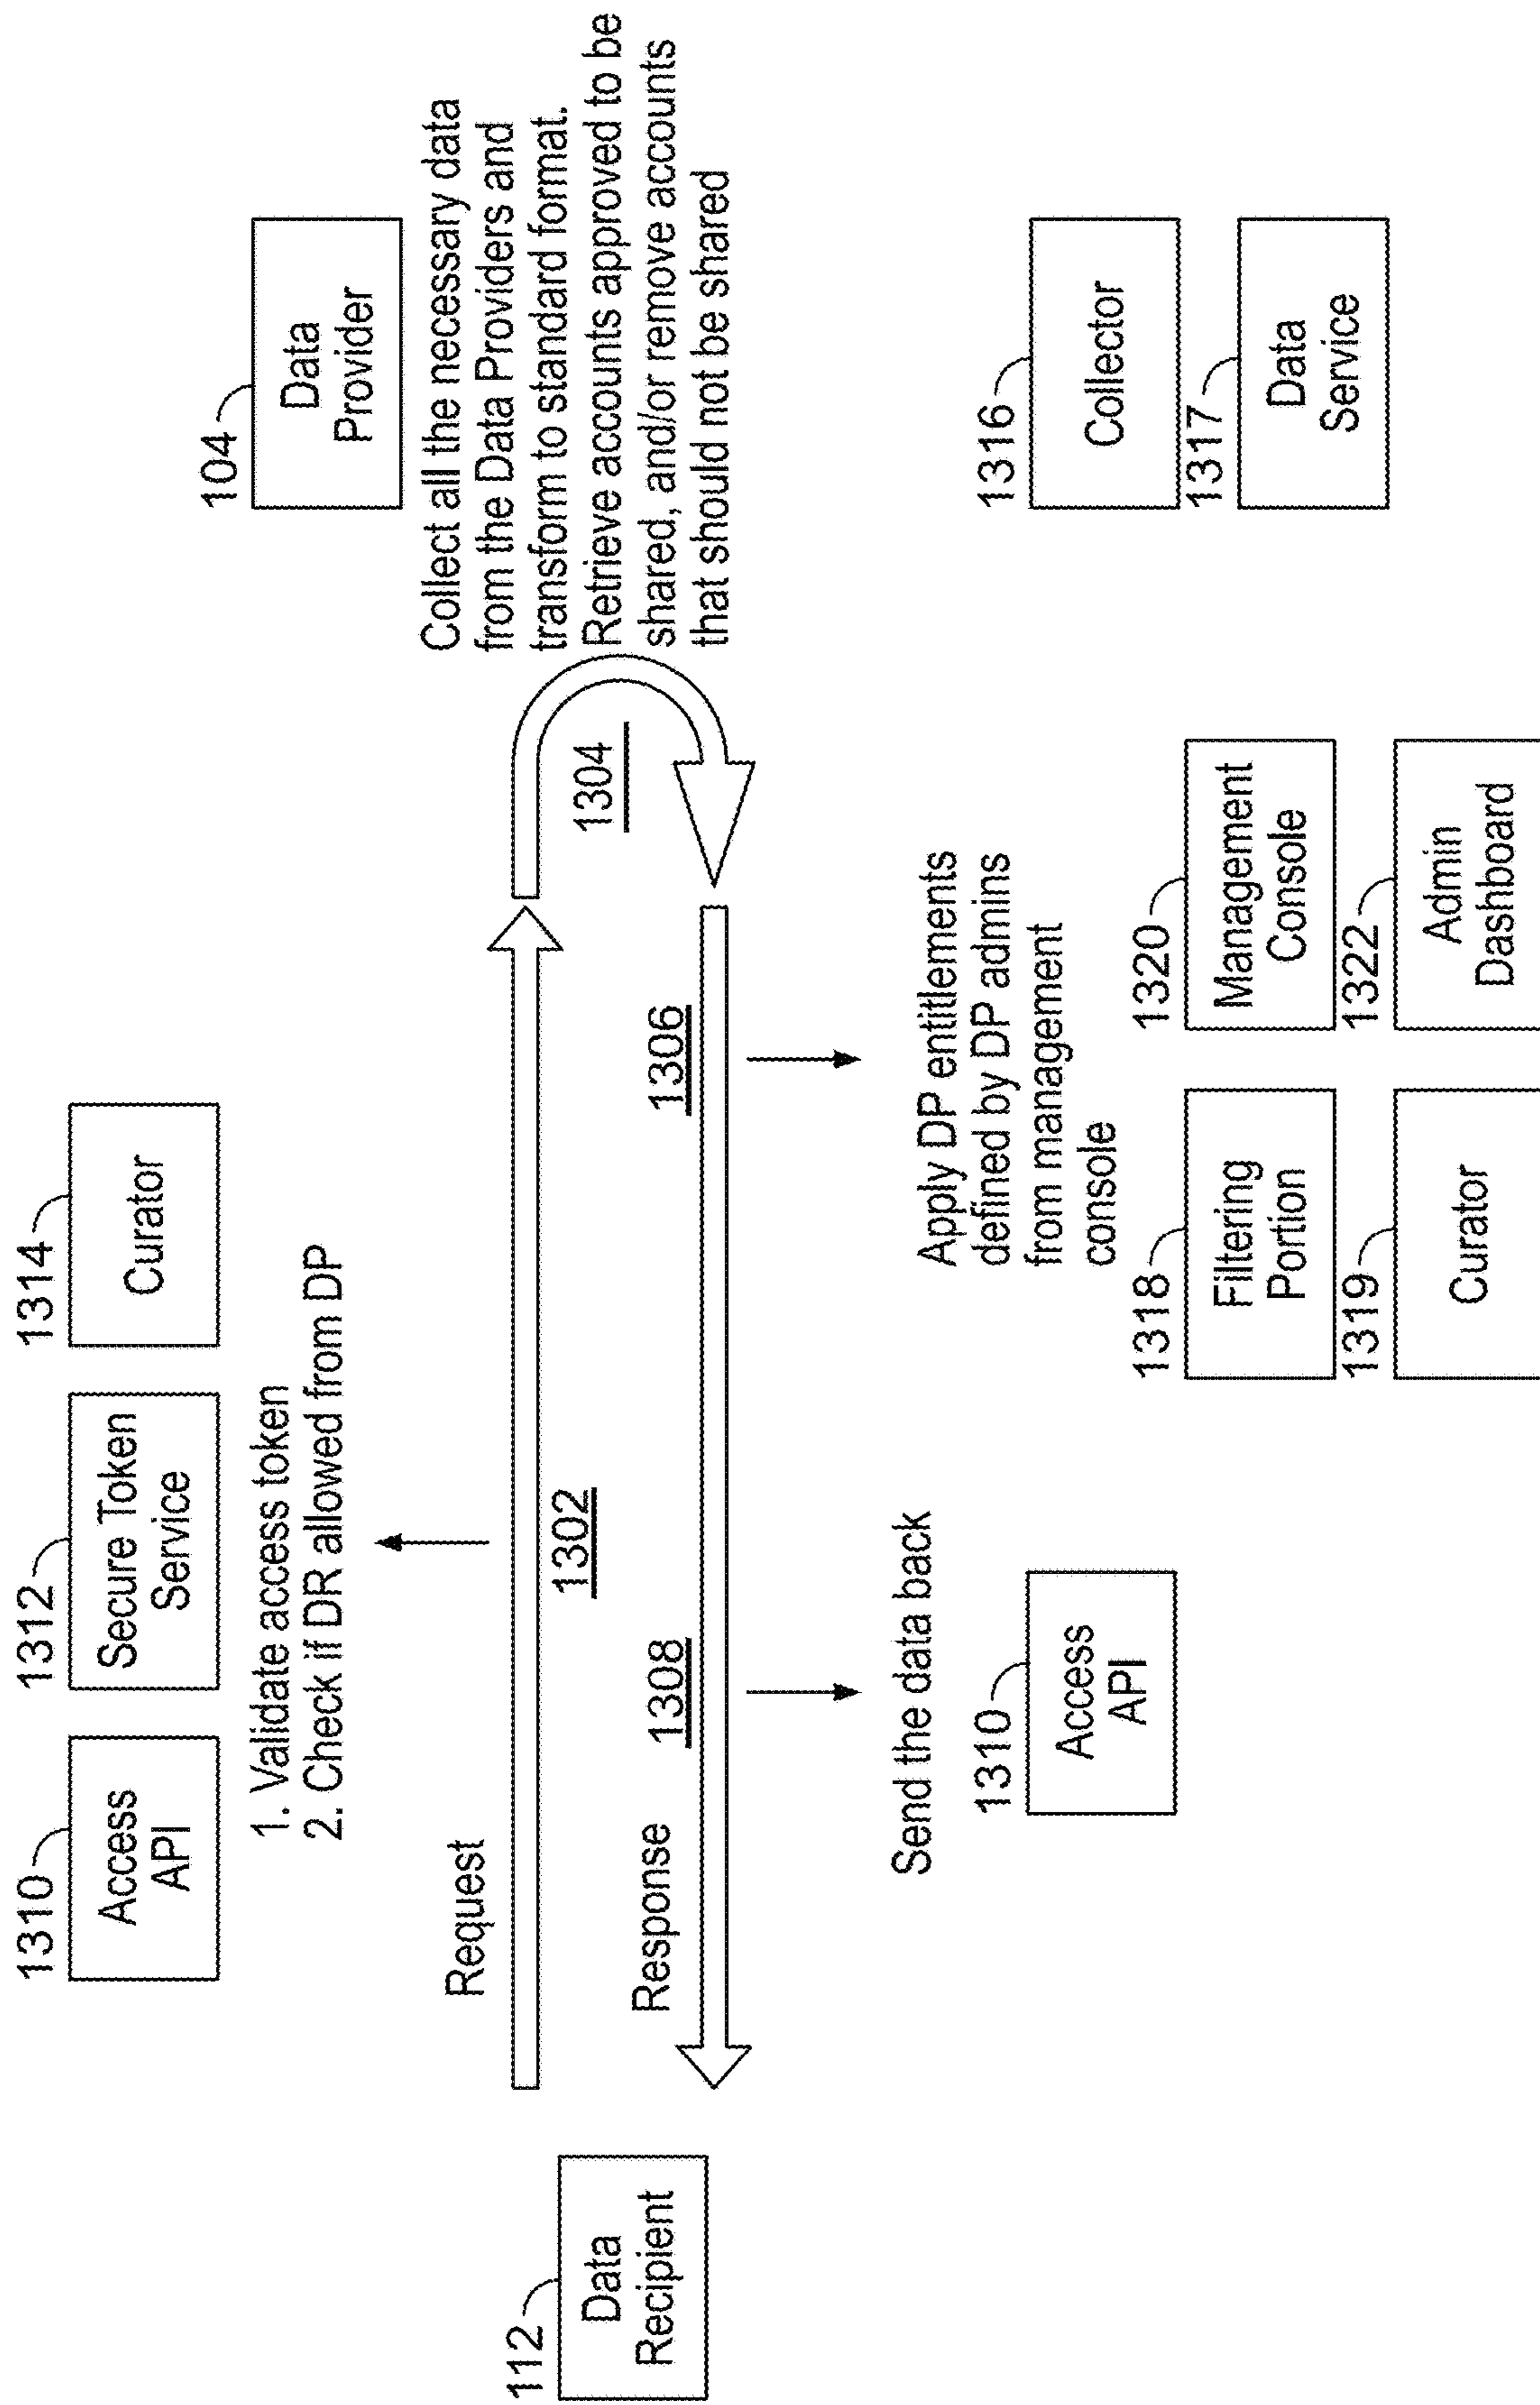 1310
Access
API
1312
Secure Token
Service
1314
Curator
1. Validate access token
2. Check if DR allowed from DP
104
Data
Provider
Collect all the necessary data
from the Data Providers and
transform to standard format.
Retrieve accounts approved to be
shared, and/or remove accounts
that should not be shared
112
Data
Recipient
Request
1302
1304
Response
1308
1306
Send the data back
1310
Access
API
Apply DP entitlements
defined by DP admins
from management
console
1318
Filtering
Portion
1320
Management
Console
1319
Curator
1322
Admin
Dashboard
1316
Collector
1317
Data
Service